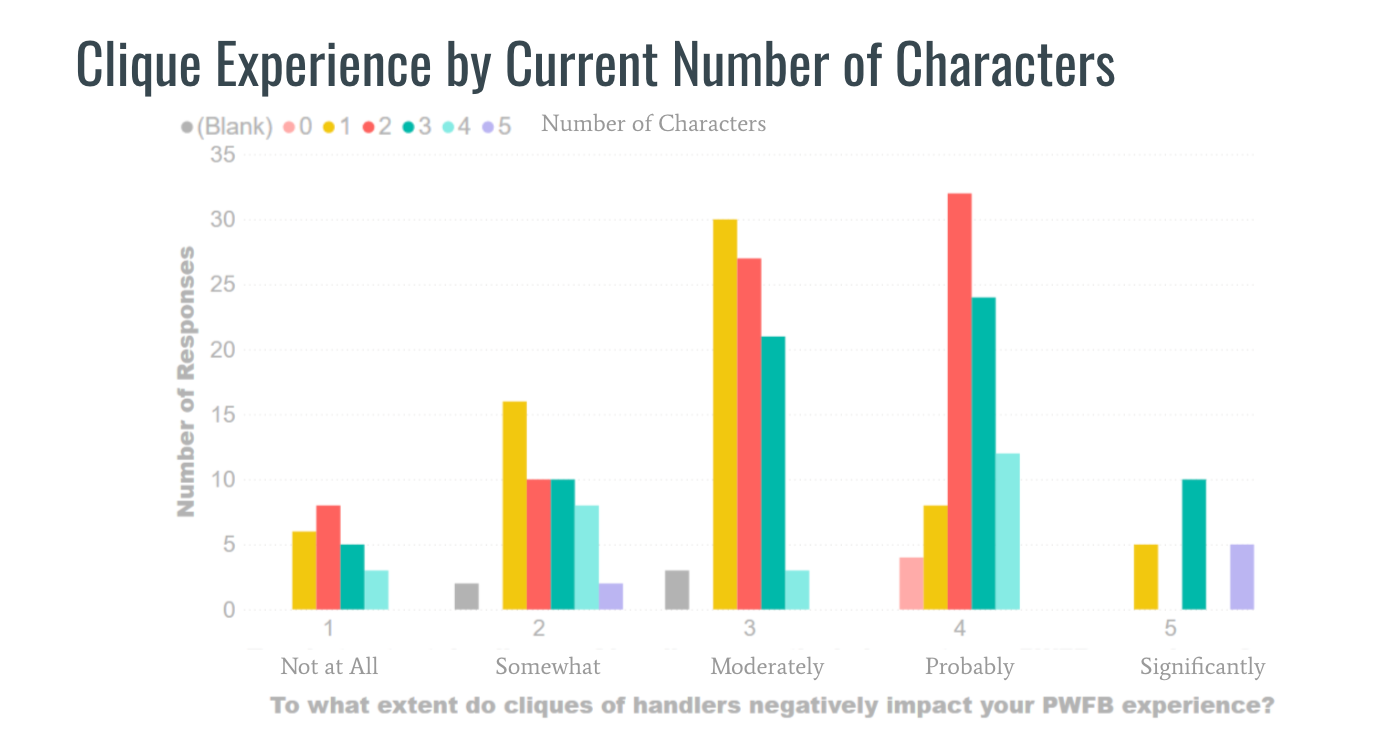 Clique Experience by Current Number of Characters
(Blank) 0 1 2 3 4 5 Number of Characters
35
30
25
20
15
10
5
0
Number of Responses
1 2 3 4 5
Not at All Somewhat Moderately Probably Significantly
To what extent do cliques of handlers negatively impact your PWFB experience?